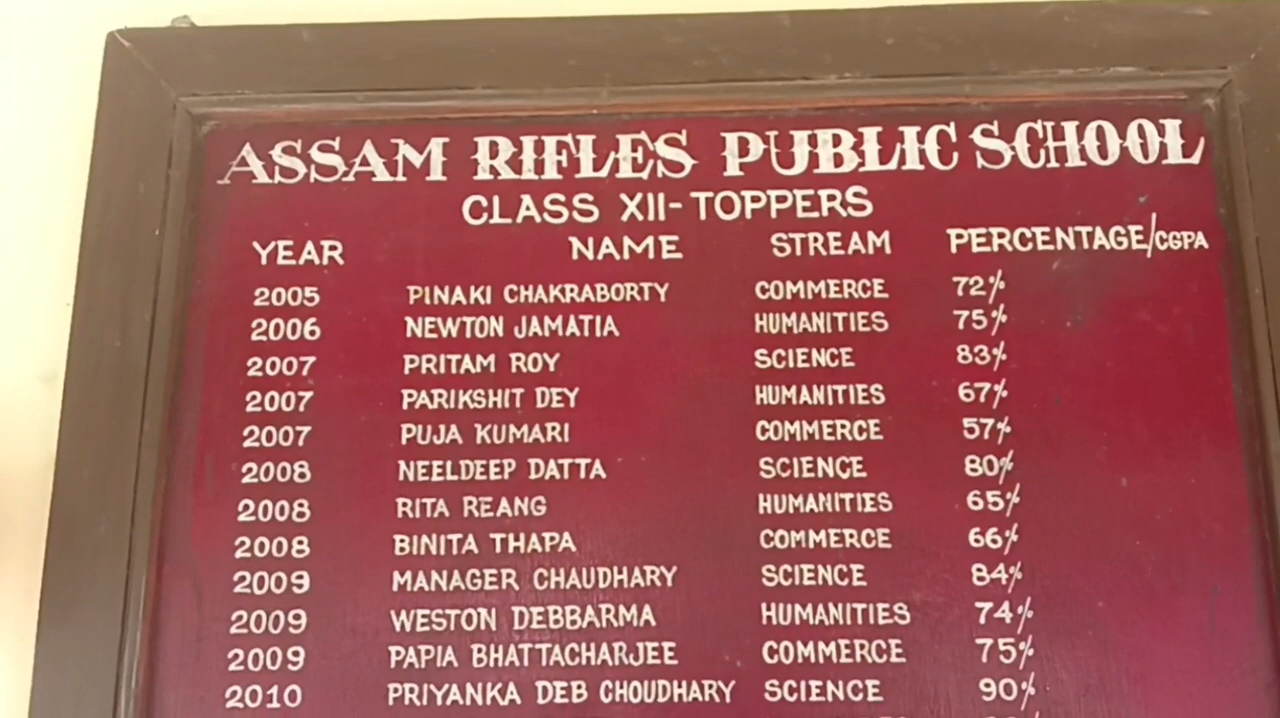 ASSAM RIFLES PUBLIC SCHOOL
CLASS XII-TOPPERS
YEAR NAME STREAM PERCENTAGE/CGPA
2005 PINAKI CHAKRABORTY COMMERCE 72%
2006 NEWTON JAMATIA HUMANITIES 75%
2007 PRITAM ROY SCIENCE 83%
2007 PARIKSHIT DEY HUMANITIES 67%
2007 PUJA KUMARI COMMERCE 57%
2008 NEELDEEP DATTA SCIENCE 80%
2008 RITA REANG HUMANITIES 65%
2008 BINITA THAPA COMMERCE 66%
2009 MANAGER CHAUDHARY SCIENCE 84%
2009 WESTON DEBBARMA HUMANITIES 74%
2009 PAPIA BHATTACHARJEE COMMERCE 75%
2010 PRIYANKA DEB CHOUDHARY SCIENCE 90%